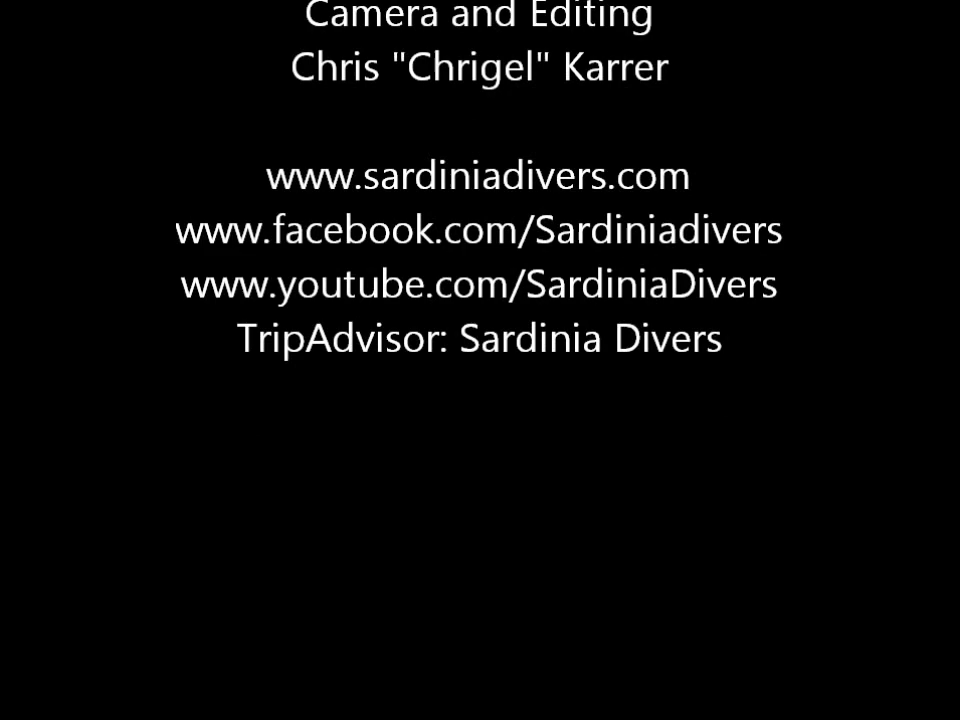 Camera and Editing
Chris "Chrigel" Karrer
www.sardiniadivers.com
www.facebook.com/Sardiniadivers
www.youtube.com/SardiniaDivers
TripAdvisor: Sardinia Divers